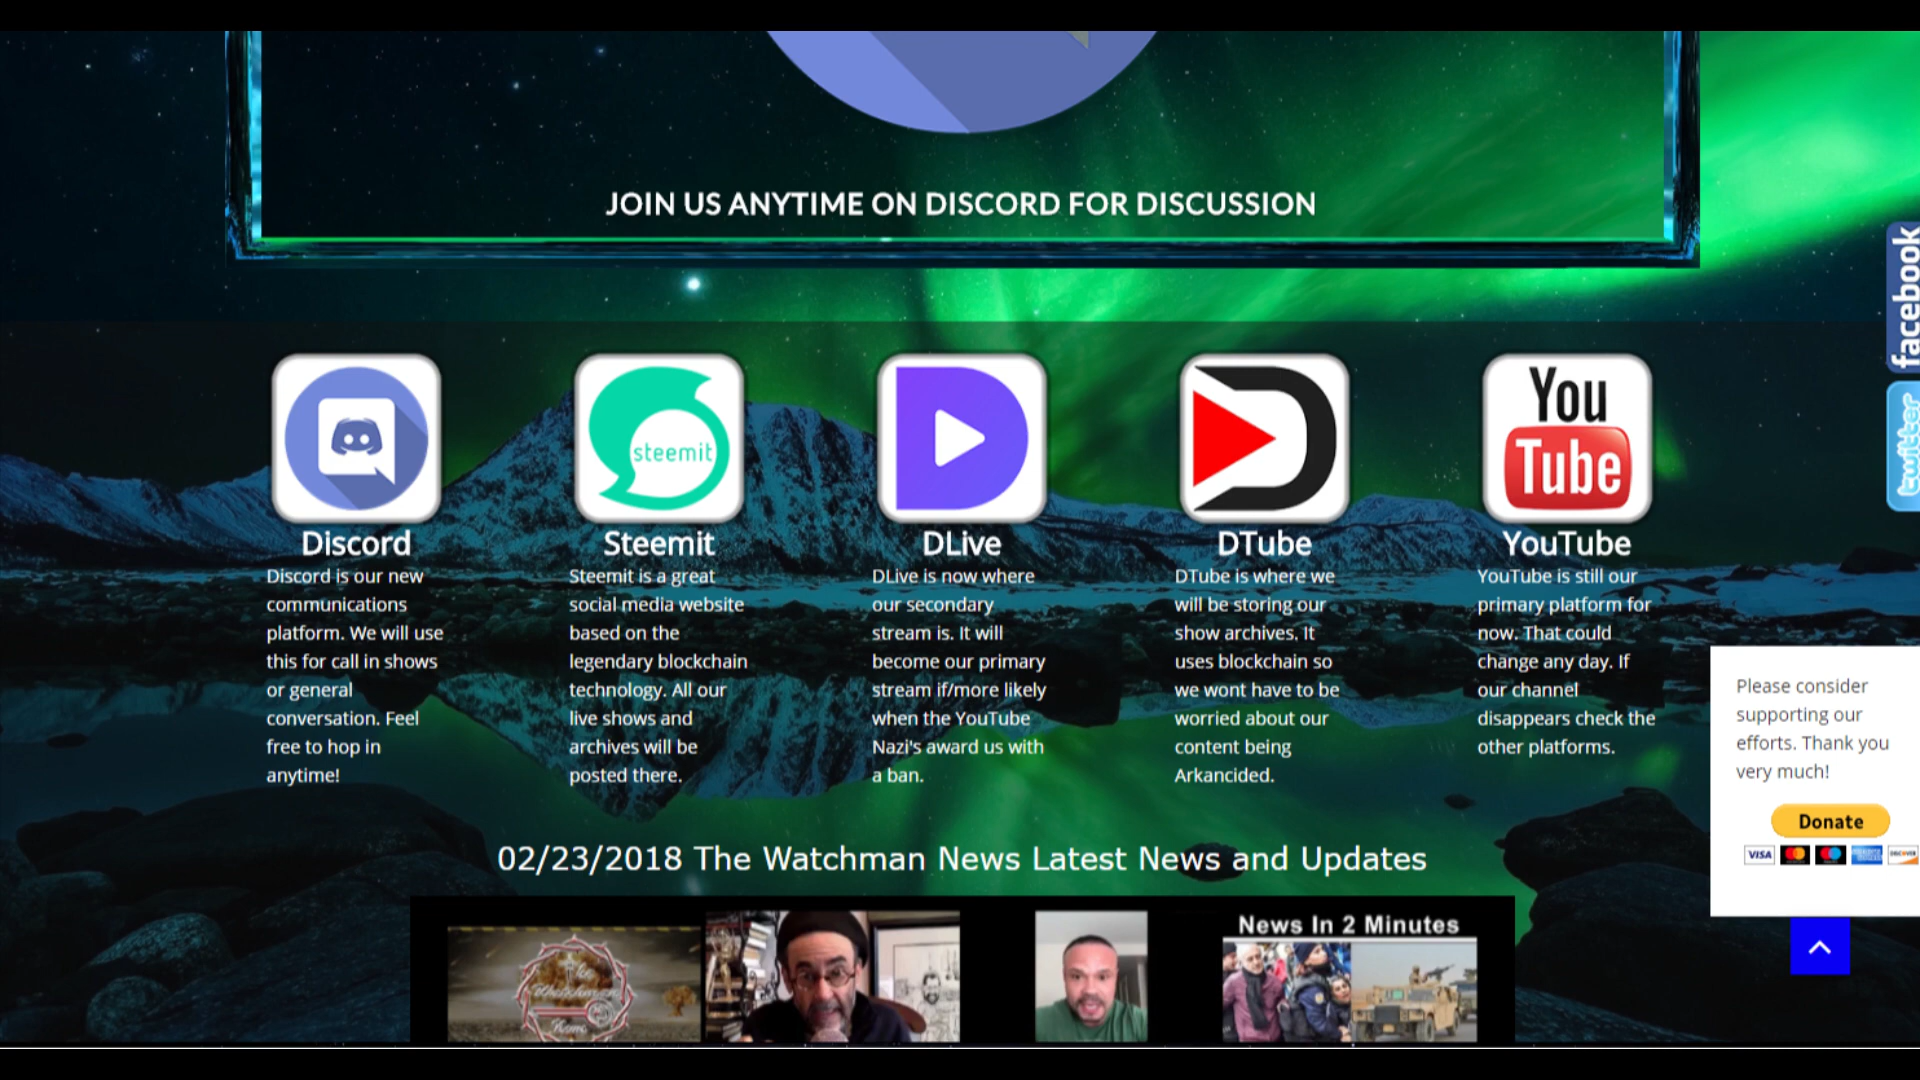 JOIN US ANYTIME ON DISCORD FOR DISCUSSION
facebook
twitter
steemit
You
Tube
Discord
Discord is our new
communications
platform. We will use
this for call in shows
or general
conversation. Feel
free to hop in
anytime!
Steemit
Steemit is a great
social media website
based on the
legendary blockchain
technology. All our
live shows and
archives will be
posted there.
DLive
DLive is now where
our secondary
stream is. It will
become our primary
stream if/more likely
when the YouTube
Nazi's award us with
a ban.
DTube
DTube is where we
will be storing our
show archives. It
uses blockchain so
we wont have to be
worried about our
content being
Arkancided.
YouTube
YouTube is still our
primary platform for
now. That could
change any day. If
our channel
disappears check the
other platforms.
Please consider
supporting our
efforts. Thank you
very much!
Donate
VISA
DISCOVER
02/23/2018 The Watchman News Latest News and Updates
The
Watchman
News In 2 Minutes